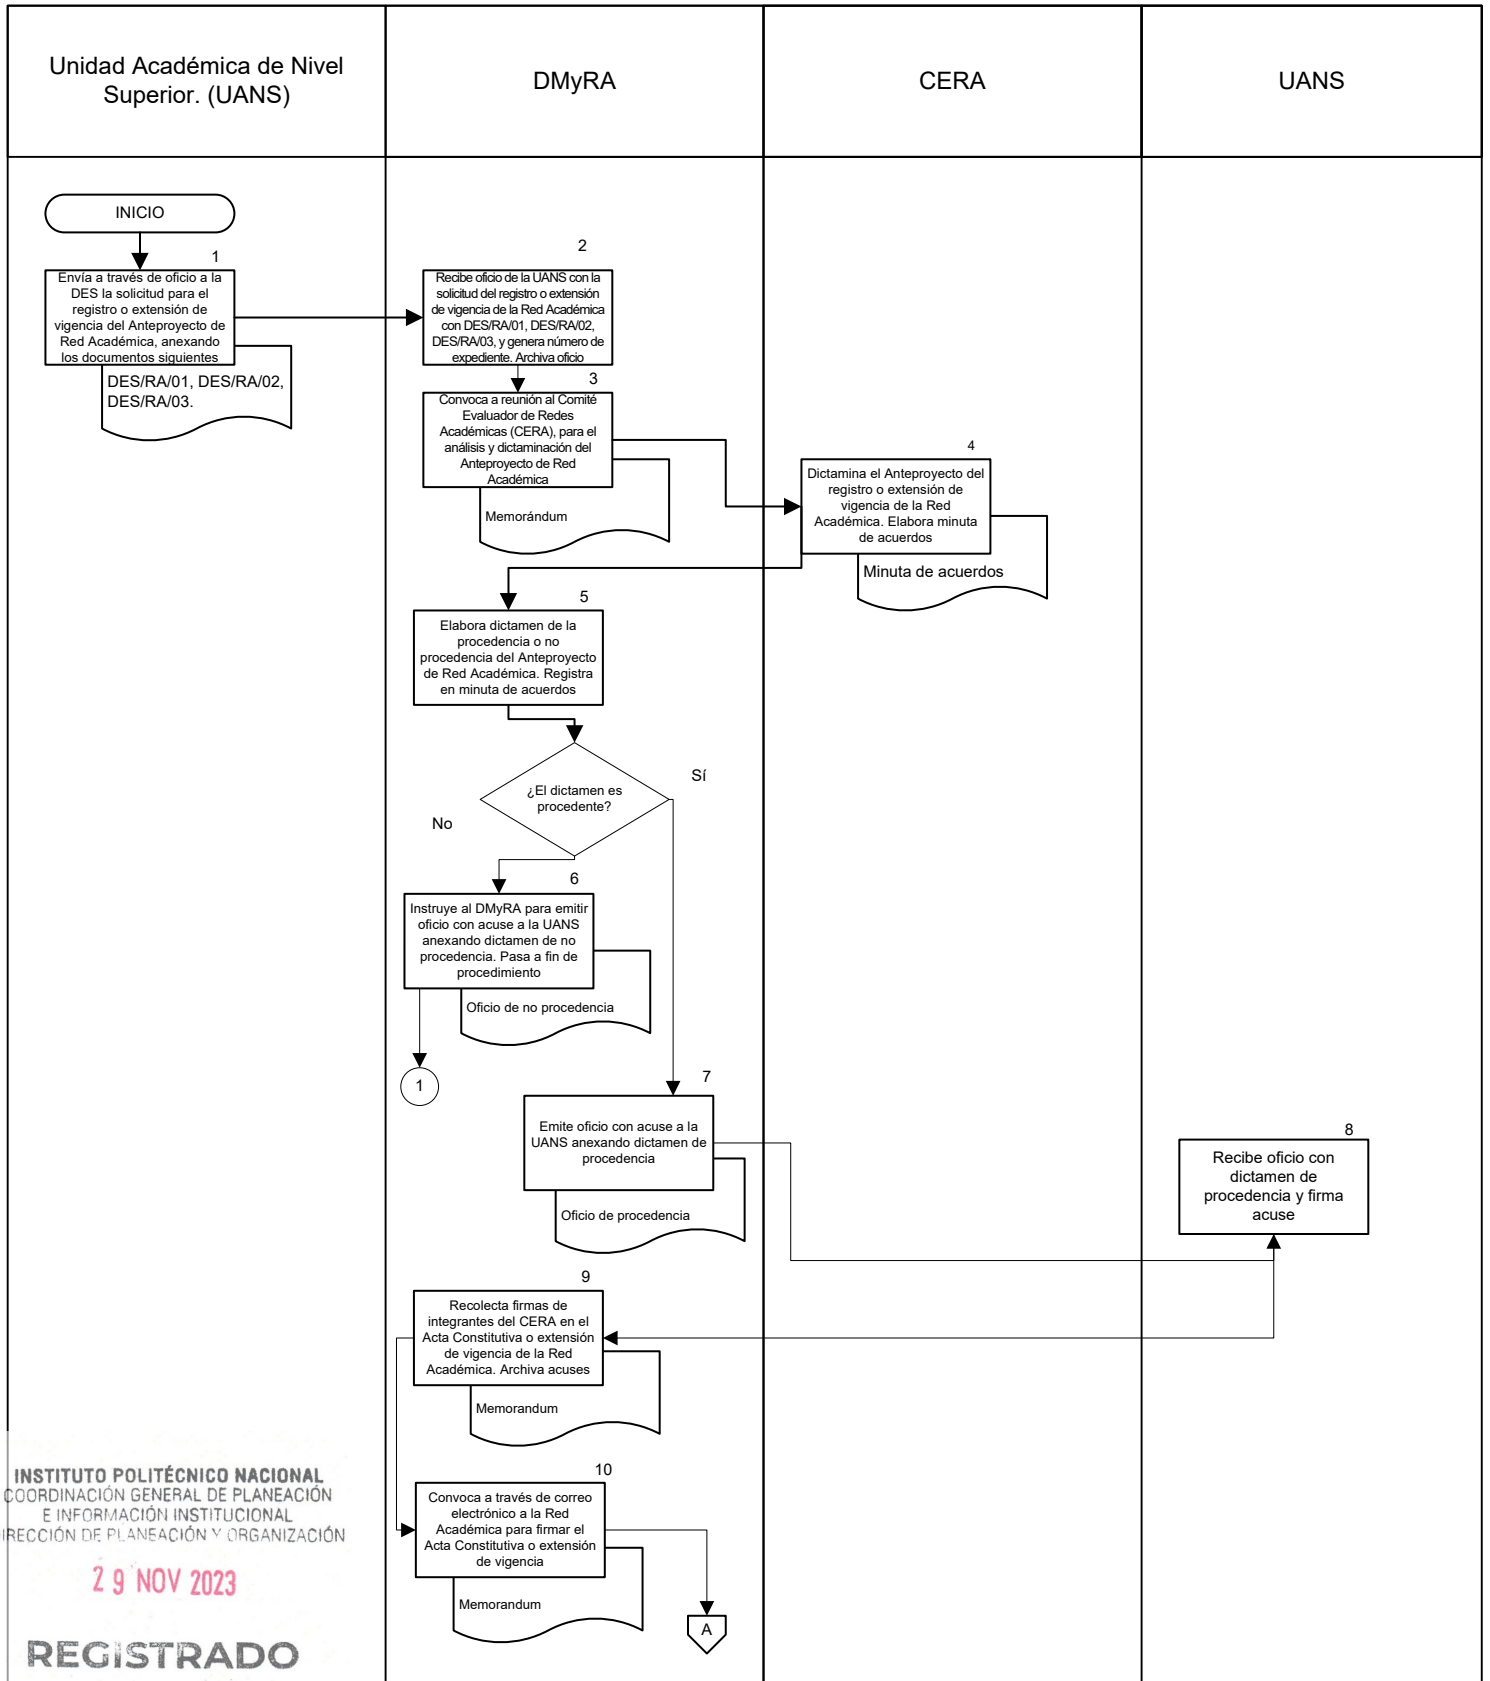 Unidad Académica de Nivel
Superior. (UANS)
DMyRA
CERA
UANS
INICIO
1
Envía a través de oficio a la
DES la solicitud para el
registro o extensión de
vigencia del Anteproyecto de
Red Académica, anexando
los documentos siguientes
DES/RA/01, DES/RA/02,
DES/RA/03.
2
Recibe oficio de la UANS con la
solicitud del registro o extensión
de vigencia de la Red Académica
con DES/RA/01, DES/RA/02,
DES/RA/03, y genera número de
expediente. Archiva oficio
3
Convoca a reunión al Comité
Evaluador de Redes
Académicas (CERA), para el
análisis y dictaminación del
Anteproyecto de Red
Académica
Memorándum
4
Dictamina el Anteproyecto del
registro o extensión de
vigencia de la Red
Académica. Elabora minuta
de acuerdos
Minuta de acuerdos
5
Elabora dictamen de la
procedencia o no
procedencia del Anteproyecto
de Red Académica. Registra
en minuta de acuerdos
¿El dictamen es
procedente?
Sí
No
6
Instruye al DMyRA para emitir
oficio con acuse a la UANS
anexando dictamen de no
procedencia. Pasa a fin de
procedimiento
Oficio de no procedencia
1
7
Emite oficio con acuse a la
UANS anexando dictamen de
procedencia
Oficio de procedencia
8
Recibe oficio con
dictamen de
procedencia y firma
acuse
9
Recolecta firmas de
integrantes del CERA en el
Acta Constitutiva o extensión
de vigencia de la Red
Académica. Archiva acuses
Memorandum
10
Convoca a través de correo
electrónico a la Red
Académica para firmar el
Acta Constitutiva o extensión
de vigencia
Memorandum
A
INSTITUTO POLITÉCNICO NACIONAL
COORDINACIÓN GENERAL DE PLANEACIÓN
E INFORMACIÓN INSTITUCIONAL
DIRECCIÓN DE PLANEACIÓN Y ORGANIZACIÓN
29 NOV 2023
REGISTRADO